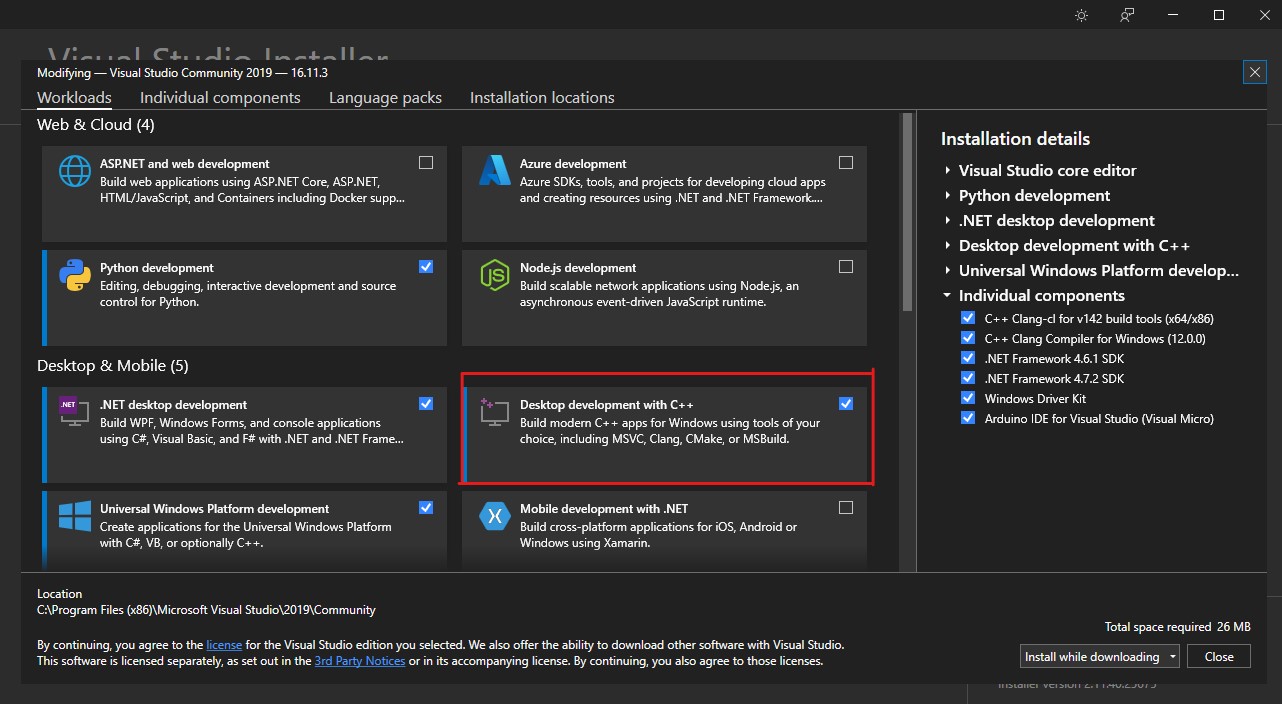 Visual Studio Installer
Modifying — Visual Studio Community 2019 — 16.11.3
Workloads
Individual components
Language packs
Installation locations
Web & Cloud (4)
ASP.NET and web development
Build web applications using ASP.NET Core, ASP.NET,
HTML/JavaScript, and Containers including Docker supp...
Azure development
Azure SDKs, tools, and projects for developing cloud apps
and creating resources using .NET and .NET Framework....
Python development
Editing, debugging, interactive development and source
control for Python.
JS
Node.js development
Build scalable network applications using Node.js, an
asynchronous event-driven JavaScript runtime.
Desktop & Mobile (5)
.NET
.NET desktop development
Build WPF, Windows Forms, and console applications
using C#, Visual Basic, and F# with .NET and .NET Frame...
Desktop development with C++
Build modern C++ apps for Windows using tools of your
choice, including MSVC, Clang, CMake, or MSBuild.
Universal Windows Platform development
Create applications for the Universal Windows Platform
with C#, VB, or optionally C++.
Mobile development with .NET
Build cross-platform applications for iOS, Android or
Windows using Xamarin.
Installation details
Visual Studio core editor
Python development
.NET desktop development
Desktop development with C++
Universal Windows Platform develop...
Individual components
C++ Clang-cl for v142 build tools (x64/x86)
C++ Clang Compiler for Windows (12.0.0)
.NET Framework 4.6.1 SDK
.NET Framework 4.7.2 SDK
Windows Driver Kit
Arduino IDE for Visual Studio (Visual Micro)
Location
C:\Program Files (x86)\Microsoft Visual Studio\2019\Community
By continuing, you agree to the license for the Visual Studio edition you selected. We also offer the ability to download other software with Visual Studio.
This software is licensed separately, as set out in the 3rd Party Notices or in its accompanying license. By continuing, you also agree to those licenses.
Total space required 26 MB
Install while downloading
Close
Installer version